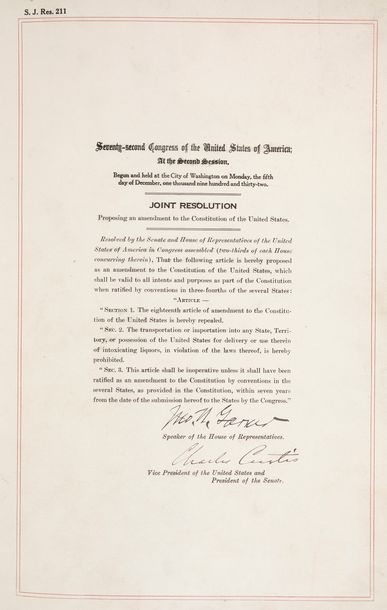 S. J. Res. 211
Seventy-second Congress of the United States of America;
At the Second Session,
Begun and held at the City of Washington on Monday, the fifth
day of December, one thousand nine hundred and thirty-two.
JOINT RESOLUTION
Proposing an amendment to the Constitution of the United States.
Resolved by the Senate and House of Representatives of the United
States of America in Congress assembled (two-thirds of each House
concurring therein), That the following article is hereby proposed
as an amendment to the Constitution of the United States, which
shall be valid to all intents and purposes as part of the Constitution
when ratified by conventions in three-fourths of the several States:
"ARTICLE —
"SECTION 1. The eighteenth article of amendment to the Constitu-
tion of the United States is hereby repealed.
"SEC. 2. The transportation or importation into any State, Terri-
tory, or possession of the United States for delivery or use therein
of intoxicating liquors, in violation of the laws thereof, is hereby
prohibited.
"SEC. 3. This article shall be inoperative unless it shall have been
ratified as an amendment to the Constitution by conventions in the
several States, as provided in the Constitution, within seven years
from the date of the submission hereof to the States by the Congress."
Jno. N. Garner
Speaker of the House of Representatives.
Charles Curtis
Vice President of the United States and
President of the Senate.